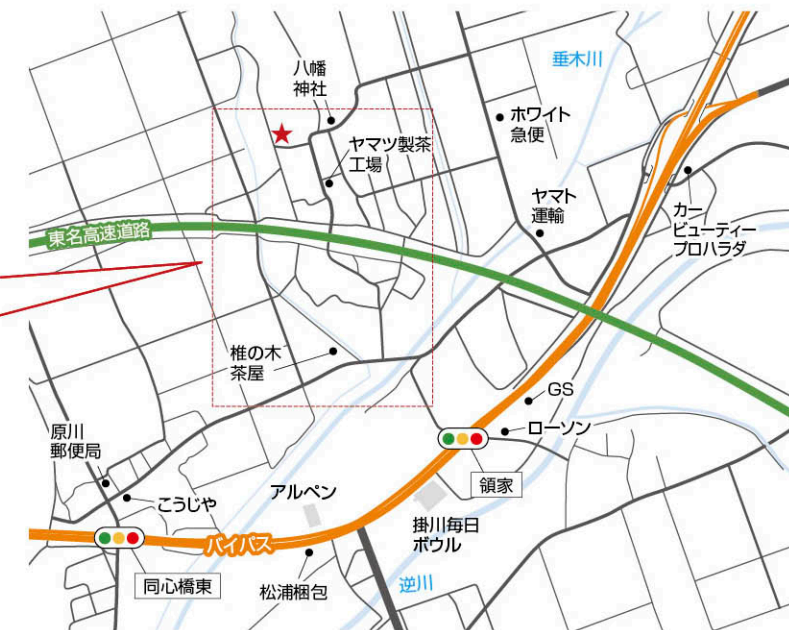 垂木川
八幡
神社
ホワイト
急便
ヤマツ製茶
工場
ヤマト
運輸
カー
ビューティー
プロハラダ
東名高速道路
椎の木
茶屋
GS
ローソン
原川
郵便局
領家
こうじや
アルペン
掛川毎日
ボウル
バイパス
同心橋東
松浦梱包
逆川